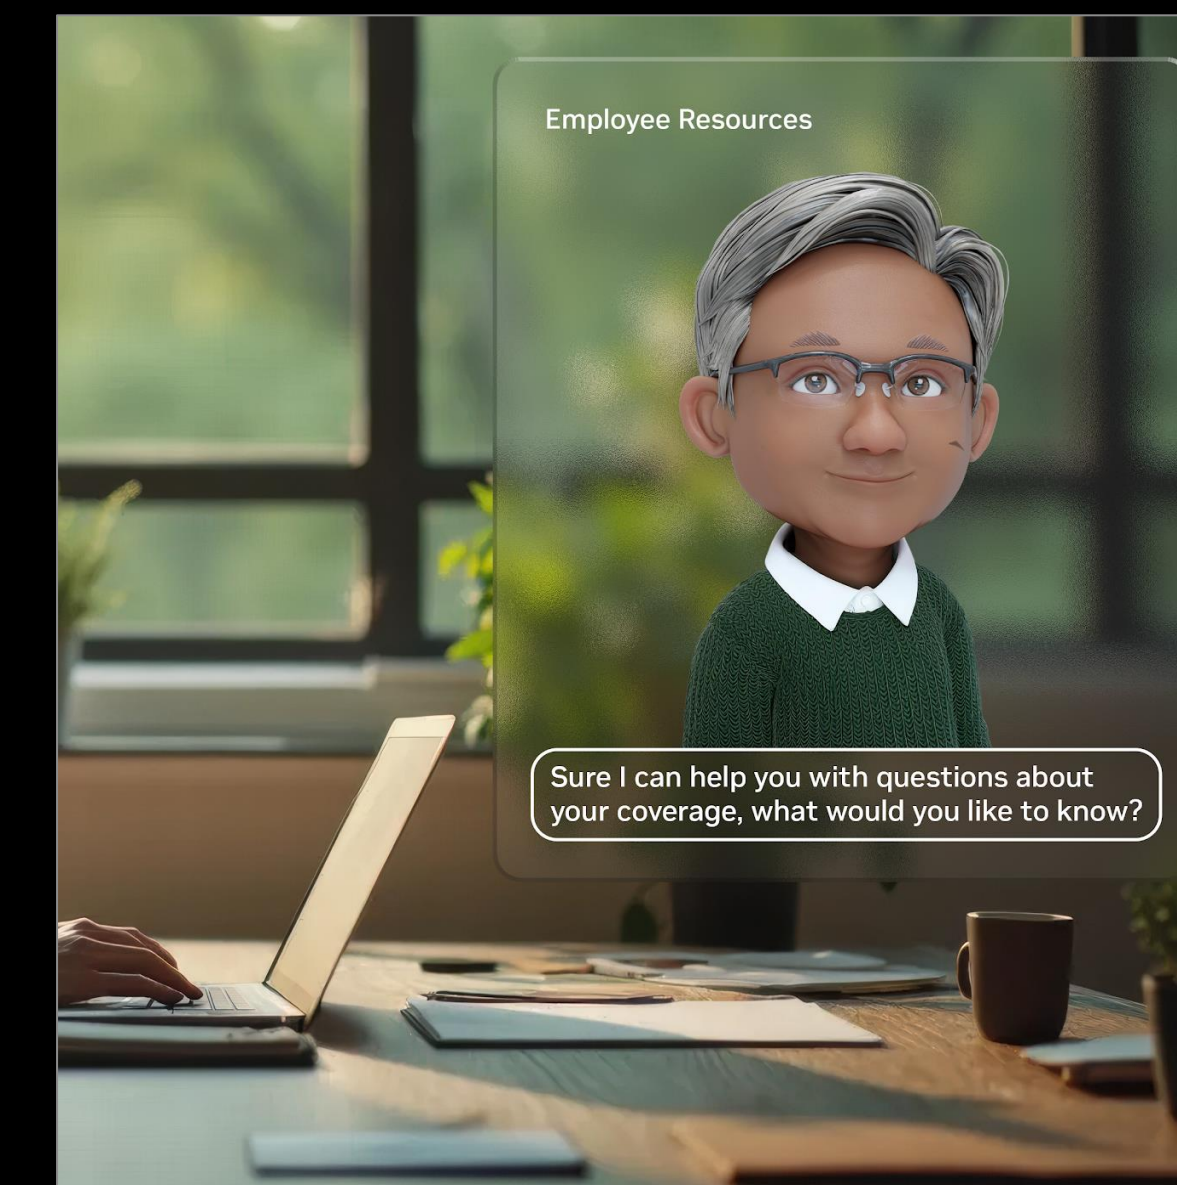 Employee Resources
Sure I can help you with questions about
your coverage, what would you like to know?